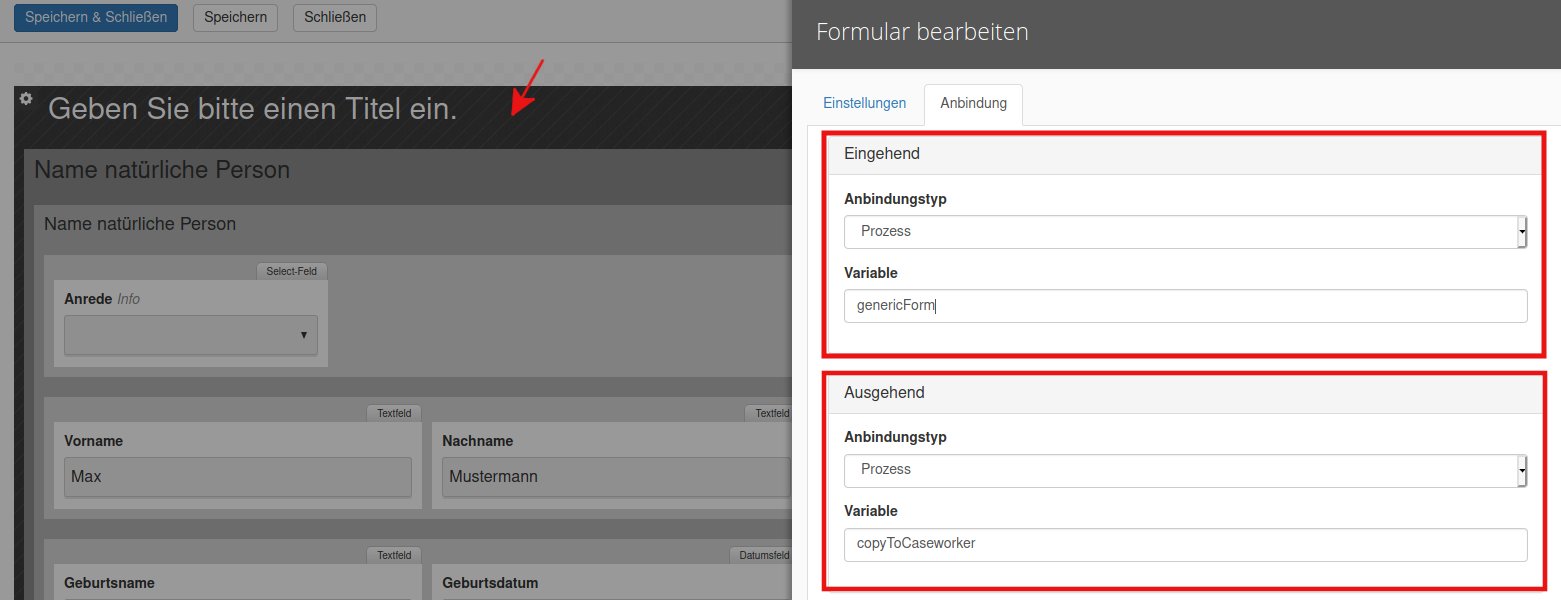 Speichern & Schließen
Speichern
Schließen
Geben Sie bitte einen Titel ein.
Name natürliche Person
Name natürliche Person
Select-Feld
Anrede Info
Textfeld
Textfeld
Vorname
Nachname
Max
Mustermann
Textfeld
Datumsfeld
Geburtsname
Geburtsdatum
Formular bearbeiten
Einstellungen
Anbindung
Eingehend
Anbindungstyp
Prozess
Variable
genericForm
Ausgehend
Anbindungstyp
Prozess
Variable
copyToCaseworker